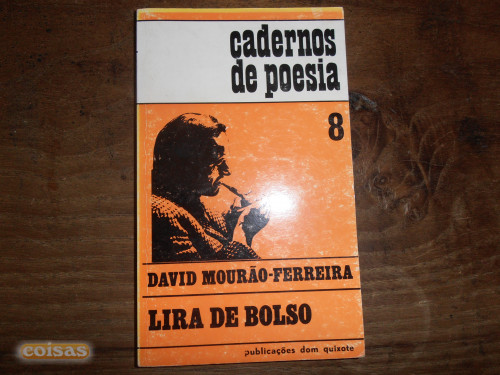 cadernos
de poesia
8
DAVID MOURÃO-FERREIRA
LIRA DE BOLSO
publicações dom quixote
coisas